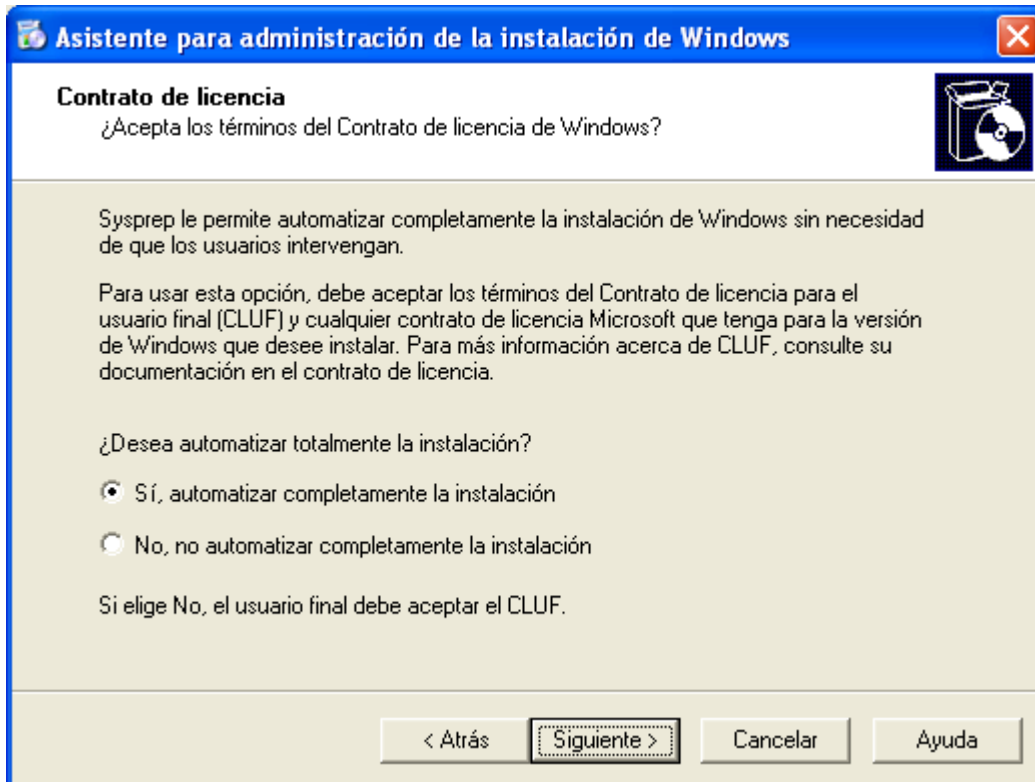 Asistente para administración de la instalación de Windows
Contrato de licencia
¿Acepta los términos del Contrato de licencia de Windows?
Sysprep le permite automatizar completamente la instalación de Windows sin necesidad
de que los usuarios intervengan.
Para usar esta opción, debe aceptar los términos del Contrato de licencia para el
usuario final (CLUF) y cualquier contrato de licencia Microsoft que tenga para la versión
de Windows que desee instalar. Para más información acerca de CLUF, consulte su
documentación en el contrato de licencia.
¿Desea automatizar totalmente la instalación?
Sí, automatizar completamente la instalación
No, no automatizar completamente la instalación
Si elige No, el usuario final debe aceptar el CLUF.
< Atrás Siguiente > Cancelar Ayuda